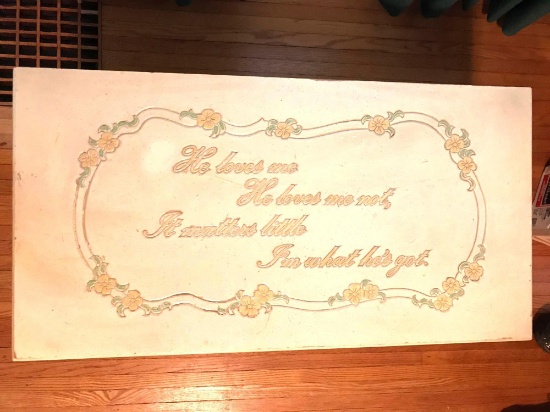 He loves me
He loves me not,
It matters little
I'm what he's got.